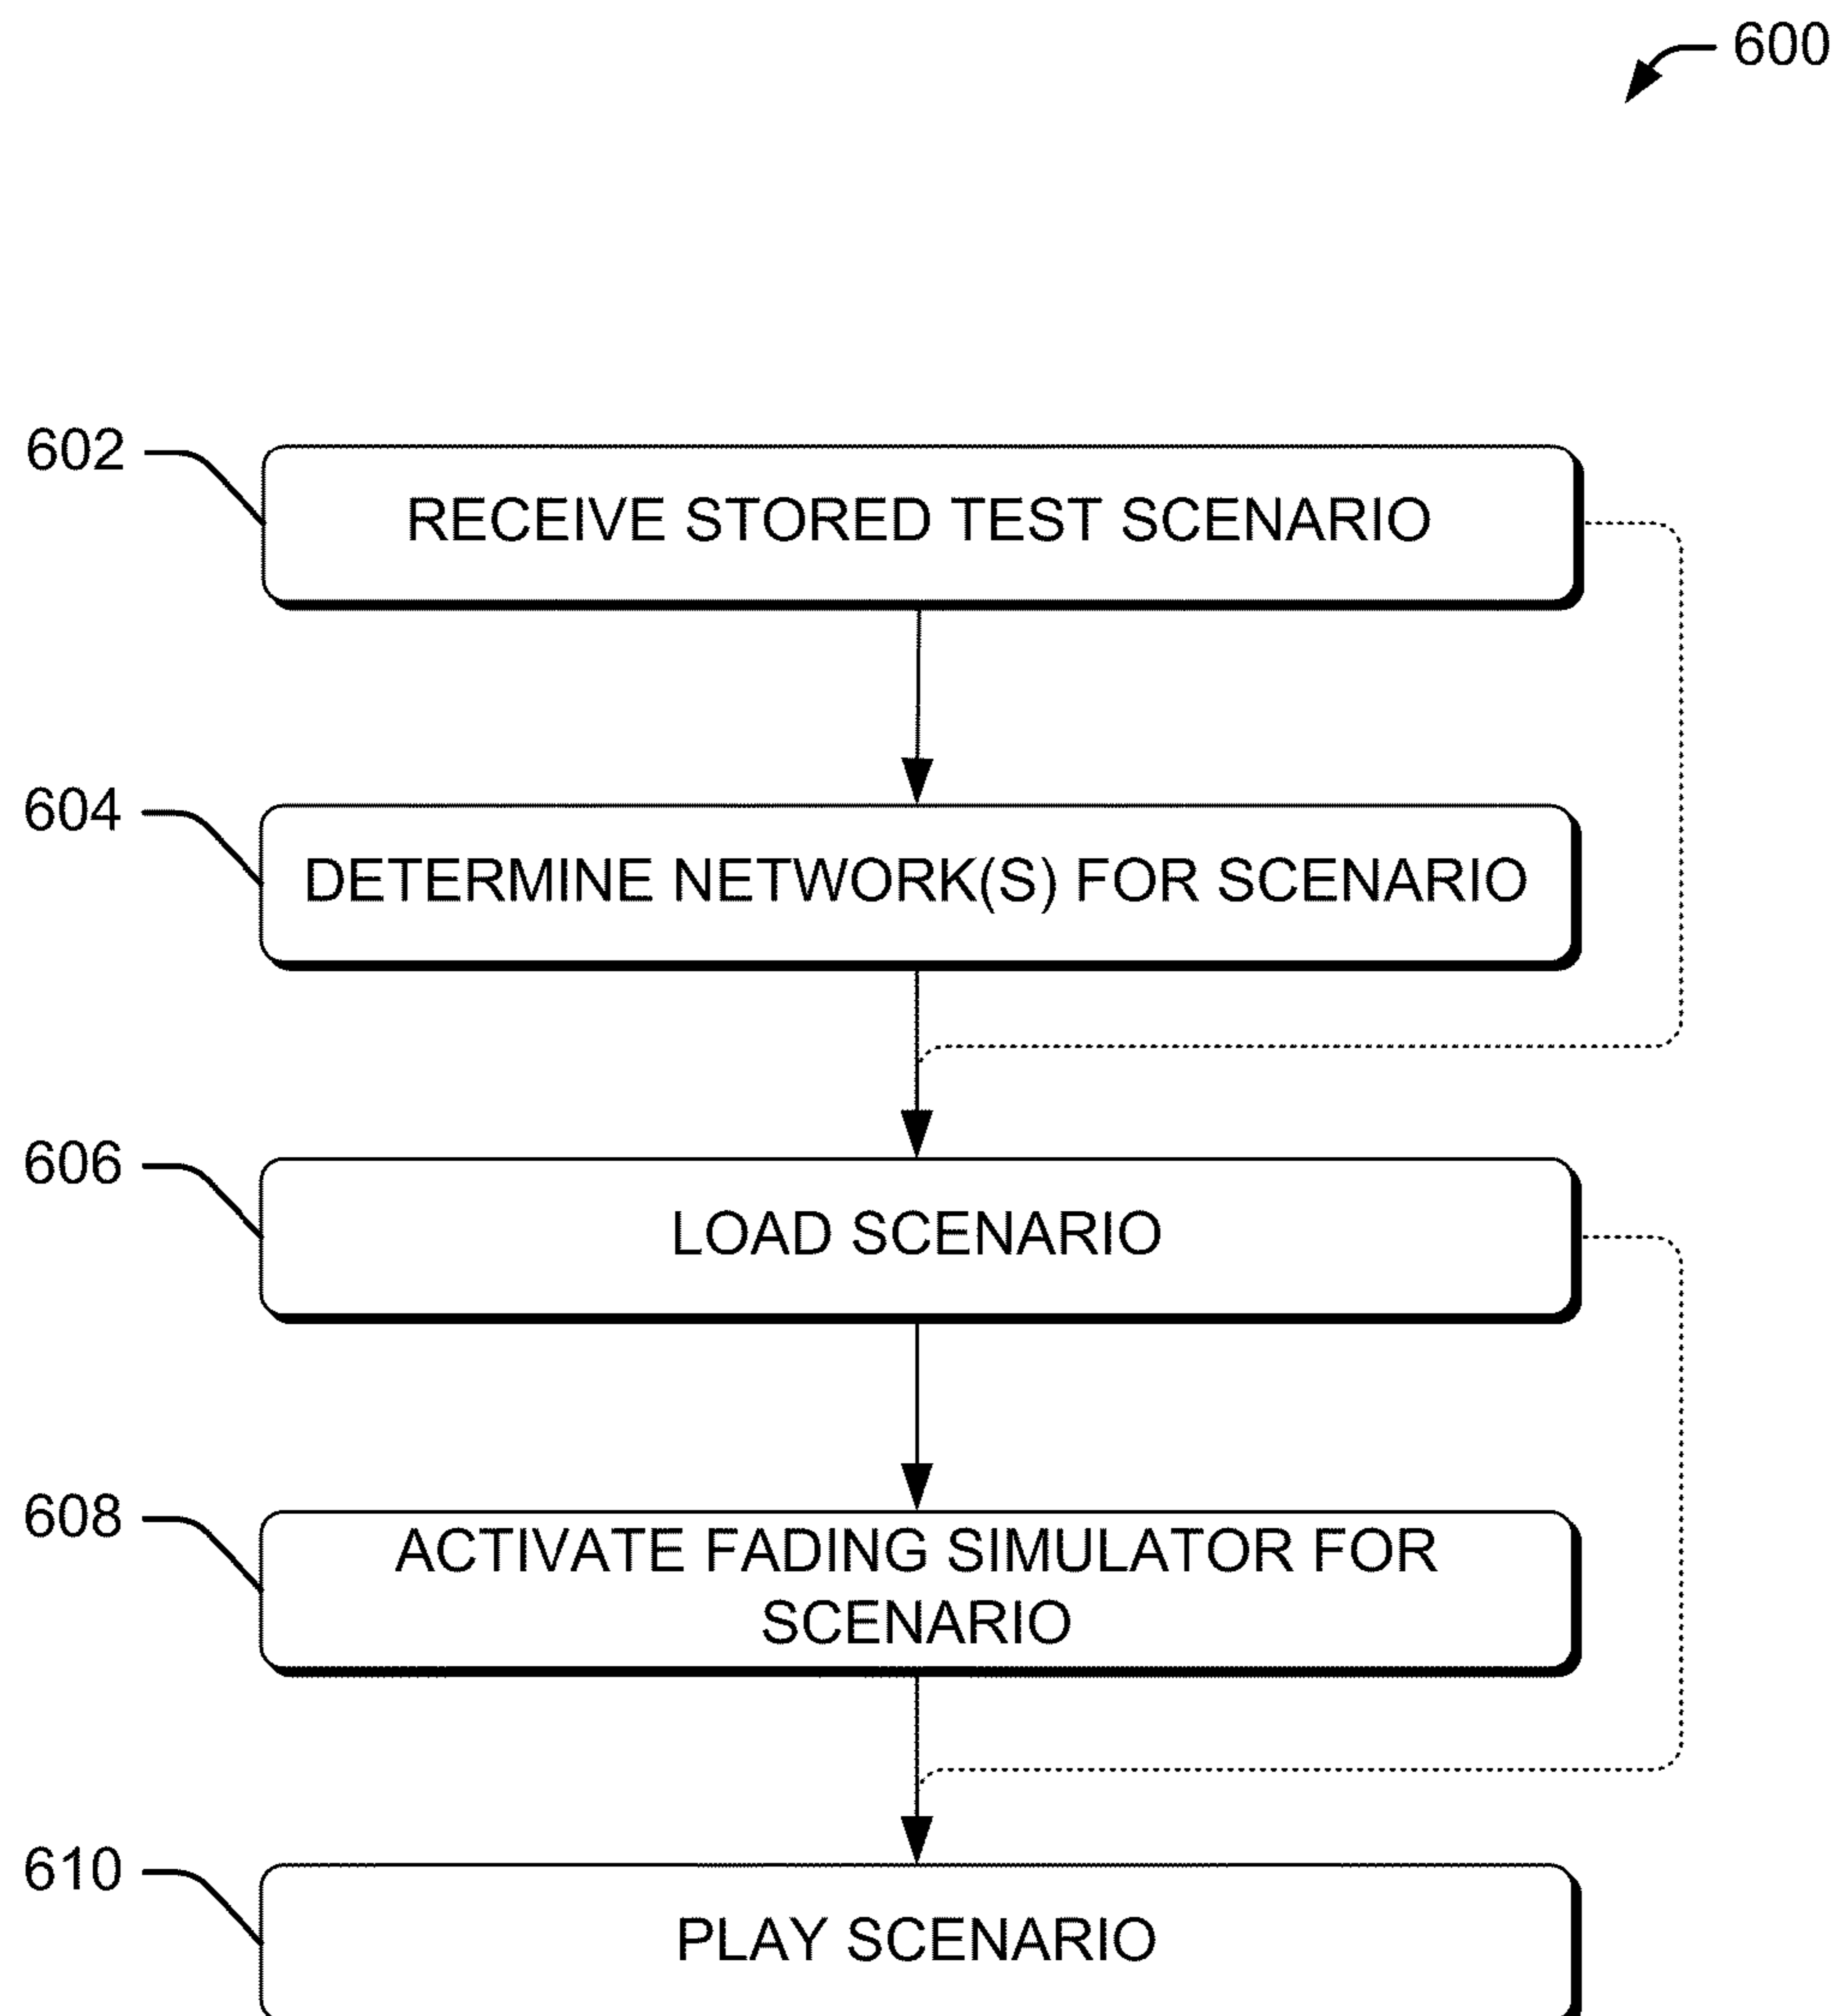 600
602
RECEIVE STORED TEST SCENARIO
604
DETERMINE NETWORK(S) FOR SCENARIO
606
LOAD SCENARIO
608
ACTIVATE FADING SIMULATOR FOR
SCENARIO
610
PLAY SCENARIO